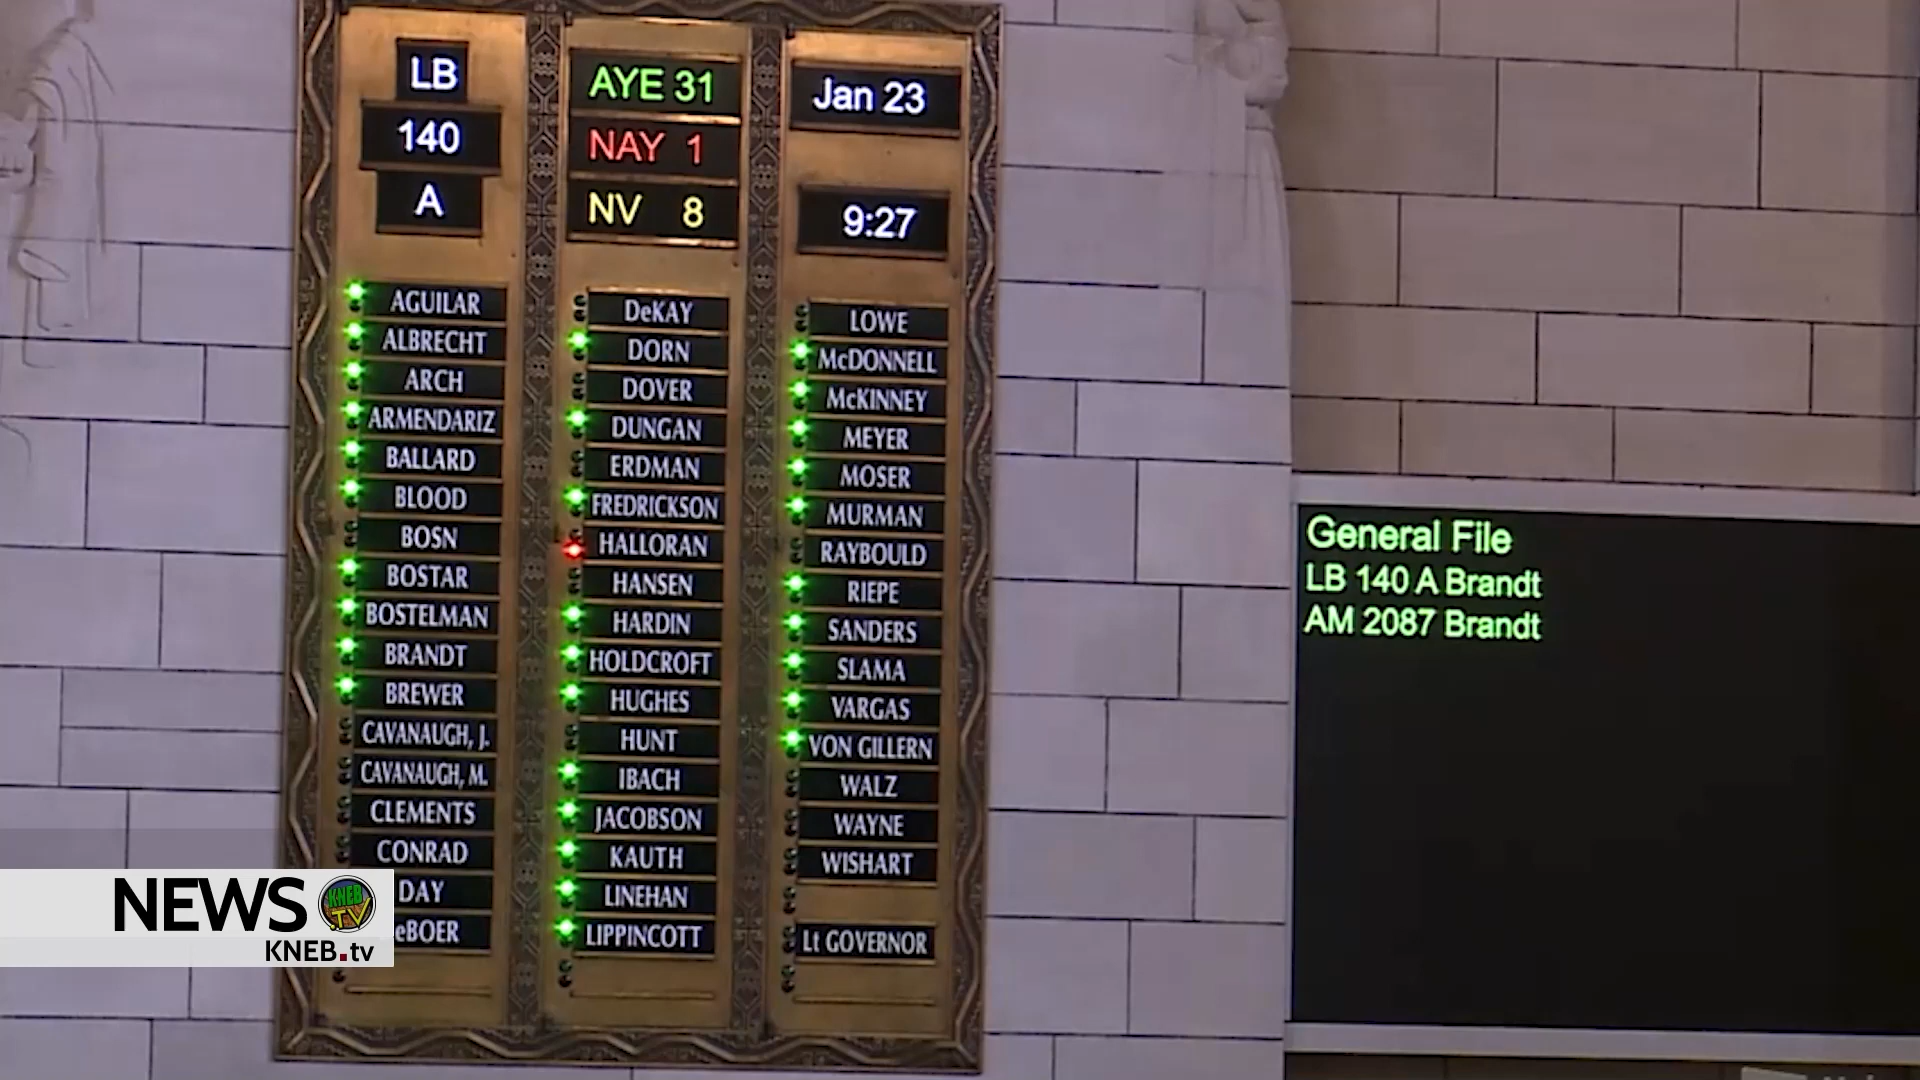 LB
140
A
AYE 31
NAY 1
NV 8
Jan 23
9:27
AGUILAR
ALBRECHT
ARCH
ARMENDARIZ
BALLARD
BLOOD
BOSN
BOSTAR
BOSTELMAN
BRANDT
BREWER
CAVANAUGH, J.
CAVANAUGH, M.
CLEMENTS
CONRAD
DAY
eBOER
DeKAY
DORN
DOVER
DUNGAN
ERDMAN
FREDRICKSON
HALLORAN
HANSEN
HARDIN
HOLDCROFT
HUGHES
HUNT
IBACH
JACOBSON
KAUTH
LINEHAN
LIPPINCOTT
LOWE
McDONNELL
McKINNEY
MEYER
MOSER
MURMAN
RAYBOULD
RIEPE
SANDERS
SLAMA
VARGAS
VON GILLERN
WALZ
WAYNE
WISHART
Lt GOVERNOR
General File
LB 140 A Brandt
AM 2087 Brandt
NEWS
KNEB
.TV
KNEB.tv